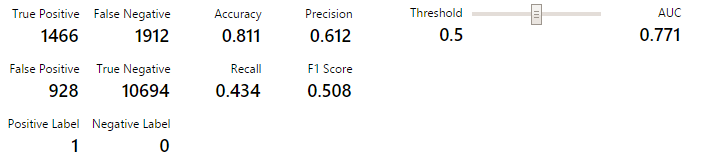 True Positive False Negative Accuracy Precision Threshold AUC
1466 1912 0.811 0.612 0.5 0.771
False Positive True Negative Recall F1 Score
928 10694 0.434 0.508
Positive Label Negative Label
1 0